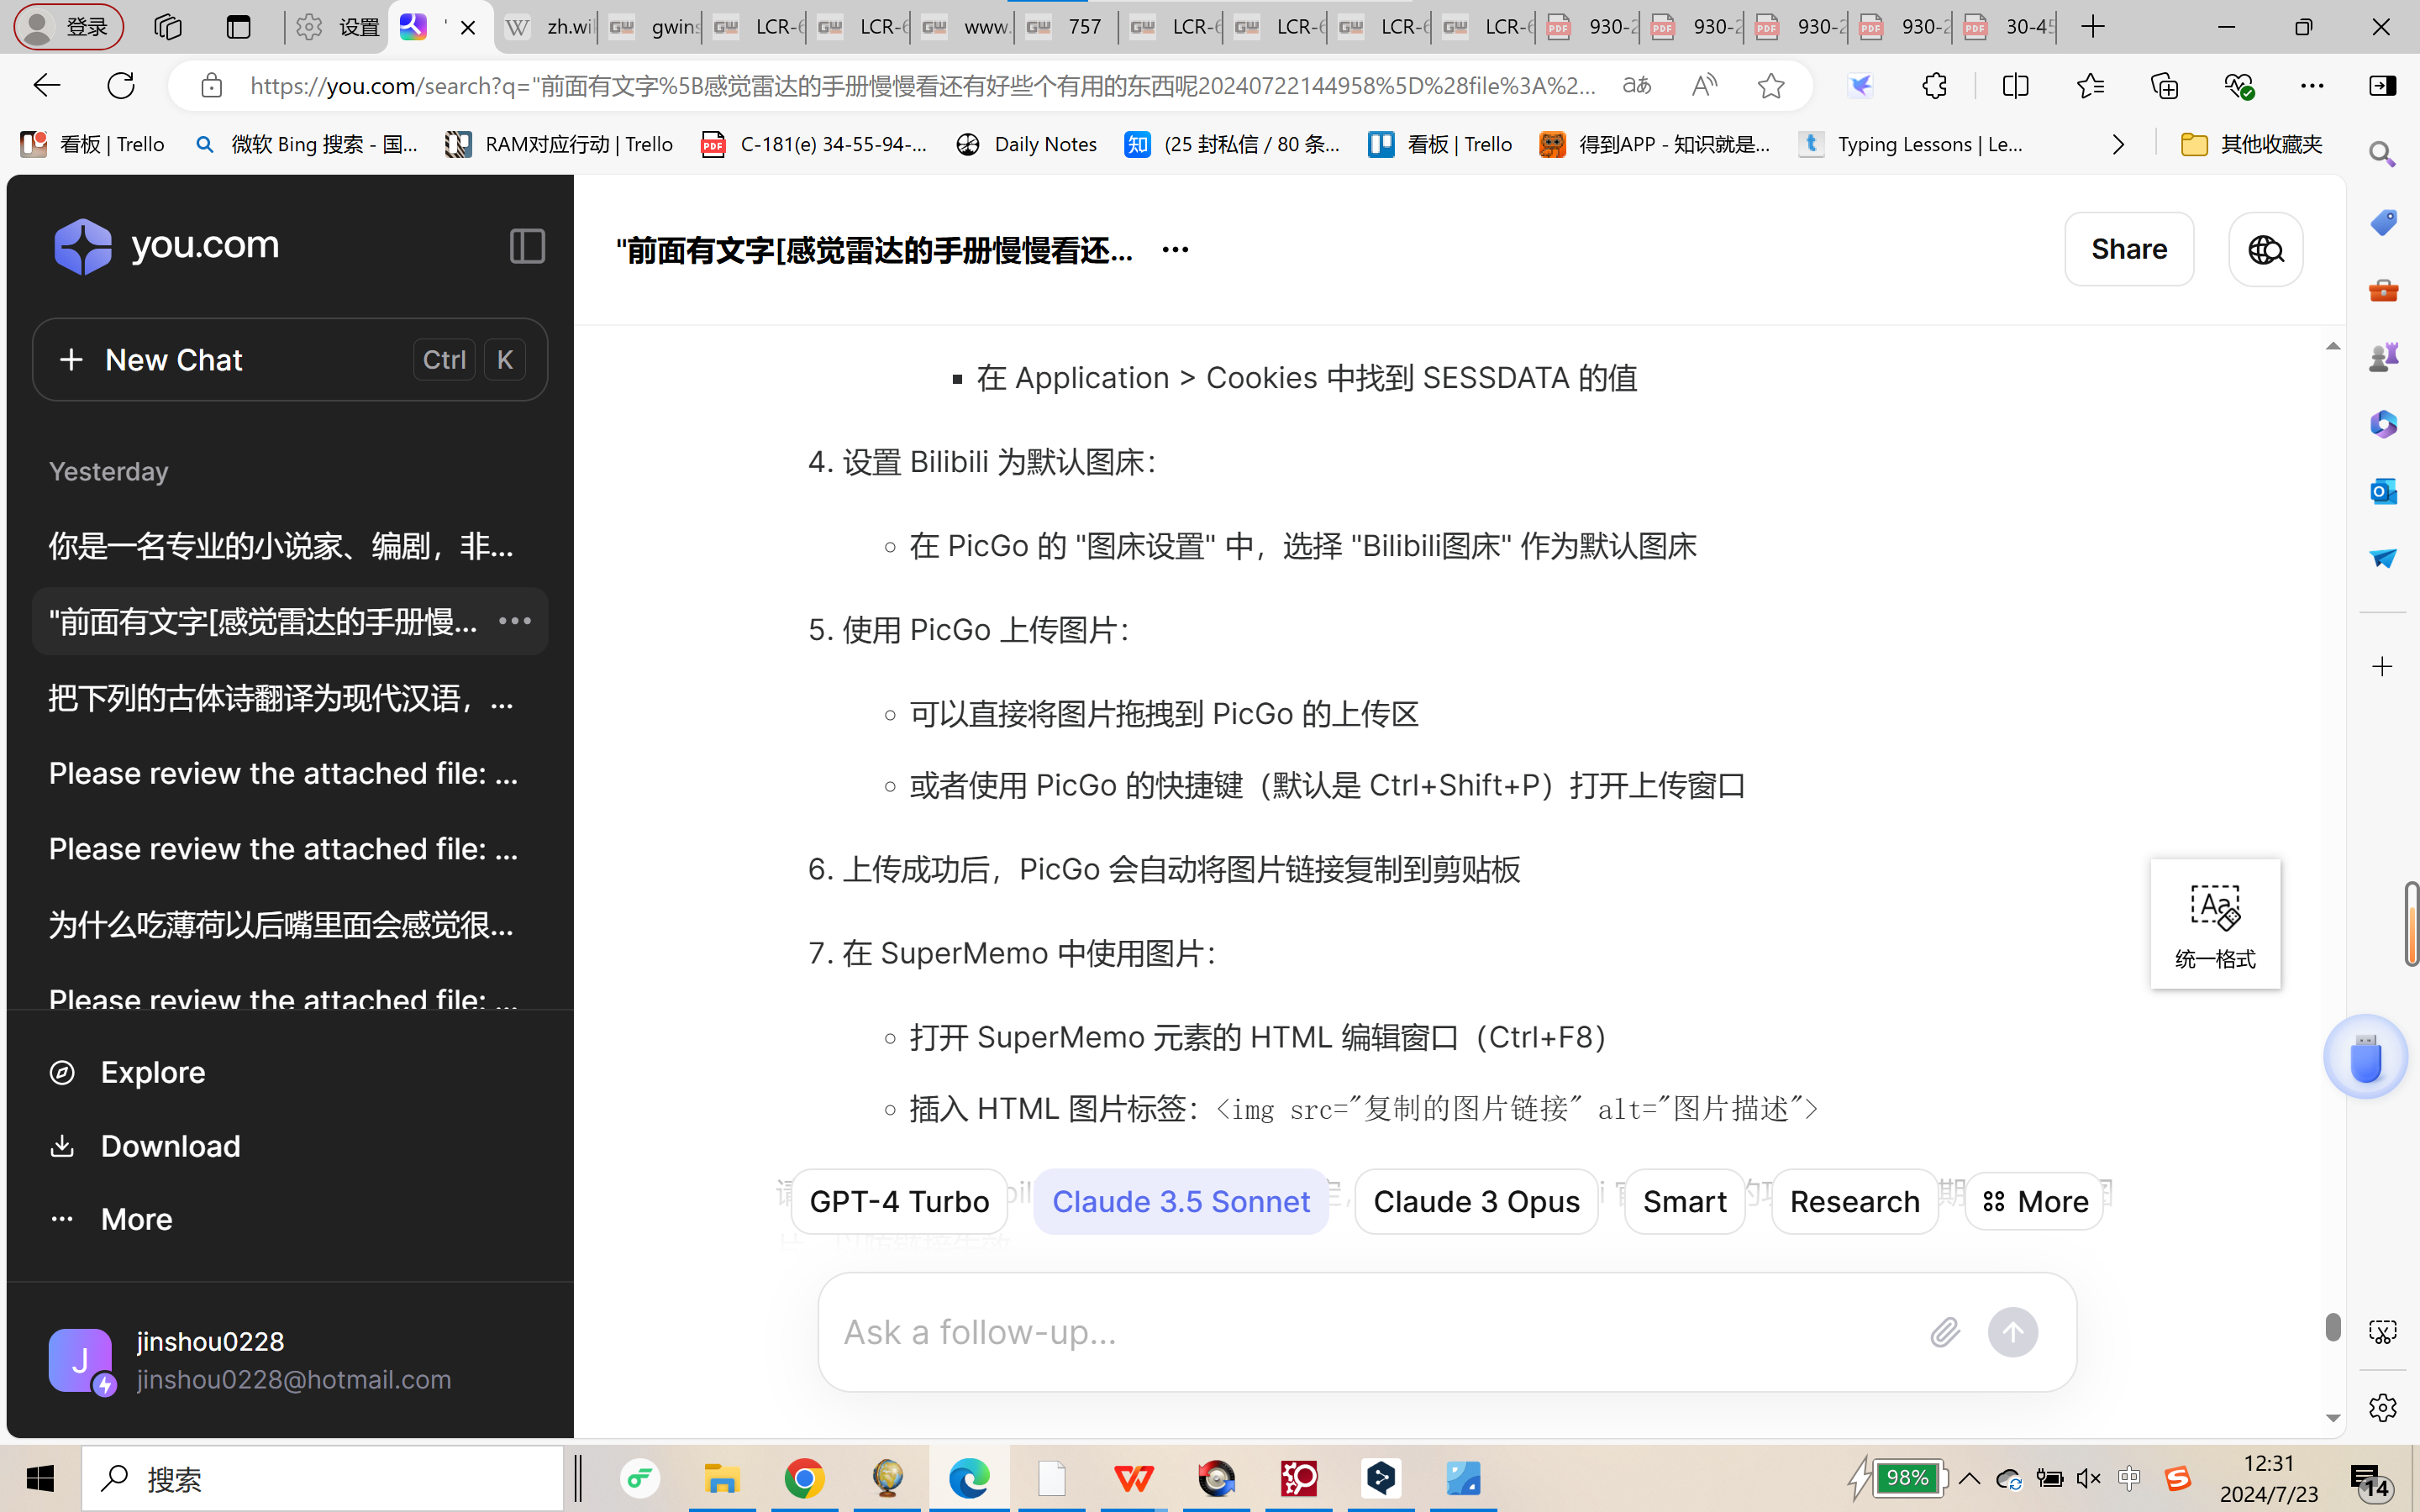 登录
设置
zh.wi
gwins
LCR-6
LCR-6
www.
757
LCR-6
LCR-6
LCR-6
LCR-6
930-2
930-2
930-2
930-2
30-45
https://you.com/search?q="前面有文字%5B感觉雷达的手册慢慢看还有好些个有用的东西呢20240722144958%5D%28file%3A%2...
看板 | Trello
微软 Bing 搜索 - 国...
RAM对应行动 | Trello
C-181(e) 34-55-94-...
Daily Notes
(25 封私信 / 80 条...
看板 | Trello
得到APP - 知识就是...
Typing Lessons | Le...
其他收藏夹
you.com
New Chat
Ctrl K
Yesterday
你是一名专业的小说家、编剧，非...
"前面有文字[感觉雷达的手册慢...
把下列的古体诗翻译为现代汉语，...
Please review the attached file: ...
Please review the attached file: ...
为什么吃薄荷以后嘴里面会感觉很...
Please review the attached file: ...
Explore
Download
More
J
jinshou0228
jinshou0228@hotmail.com
"前面有文字[感觉雷达的手册慢慢看还...
Share
在 Application > Cookies 中找到 SESSDATA 的值
4. 设置 Bilibili 为默认图床：
在 PicGo 的 "图床设置" 中，选择 "Bilibili图床" 作为默认图床
5. 使用 PicGo 上传图片：
可以直接将图片拖拽到 PicGo 的上传区
或者使用 PicGo 的快捷键（默认是 Ctrl+Shift+P）打开上传窗口
6. 上传成功后，PicGo 会自动将图片链接复制到剪贴板
7. 在 SuperMemo 中使用图片：
打开 SuperMemo 元素的 HTML 编辑窗口（Ctrl+F8）
插入 HTML 图片标签：<img src="复制的图片链接" alt="图片描述">
统一格式
GPT-4 Turbo
Claude 3.5 Sonnet
Claude 3 Opus
Smart
Research
More
Ask a follow-up...
搜索
98%
中
12:31
2024/7/23
14